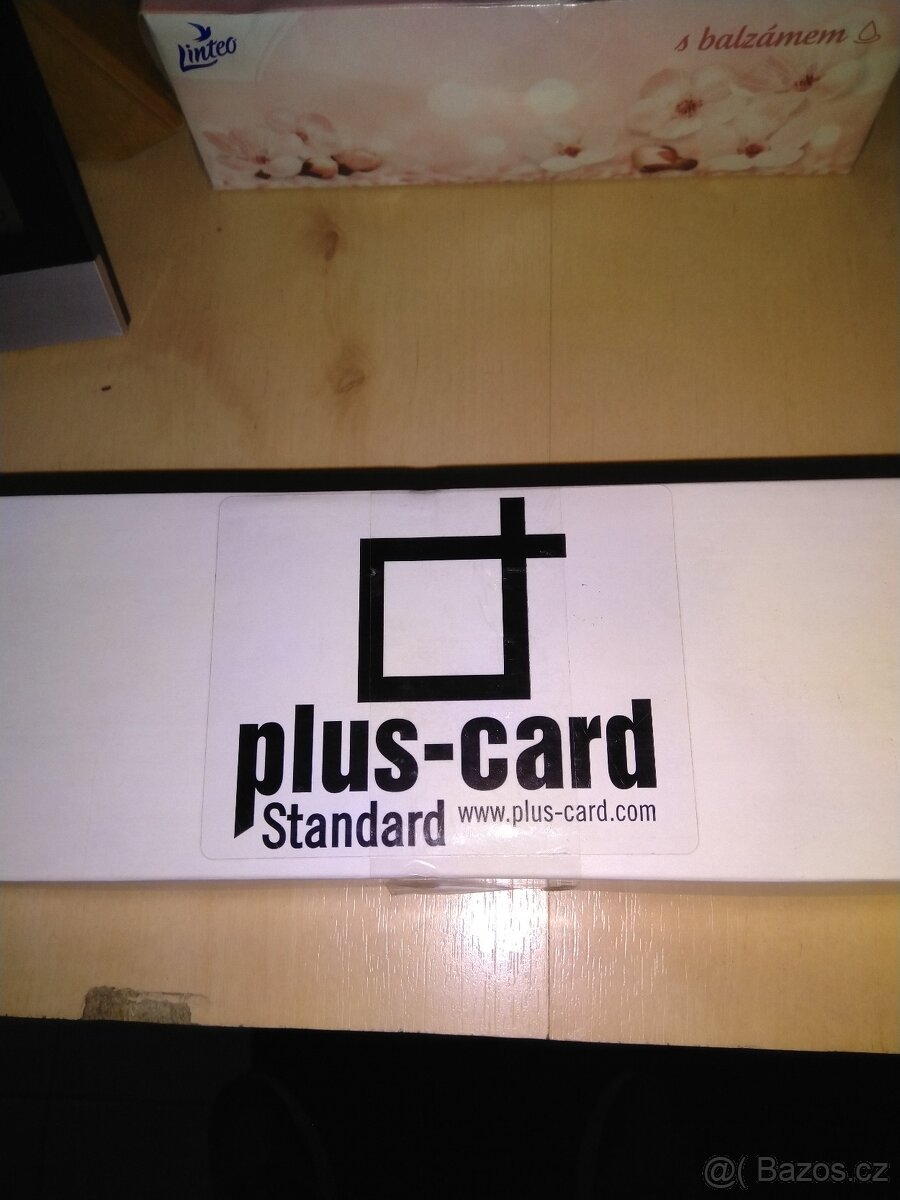 Linteo
s balzámem
plus-card
Standard www.plus-card.com
@( Bazos.cz